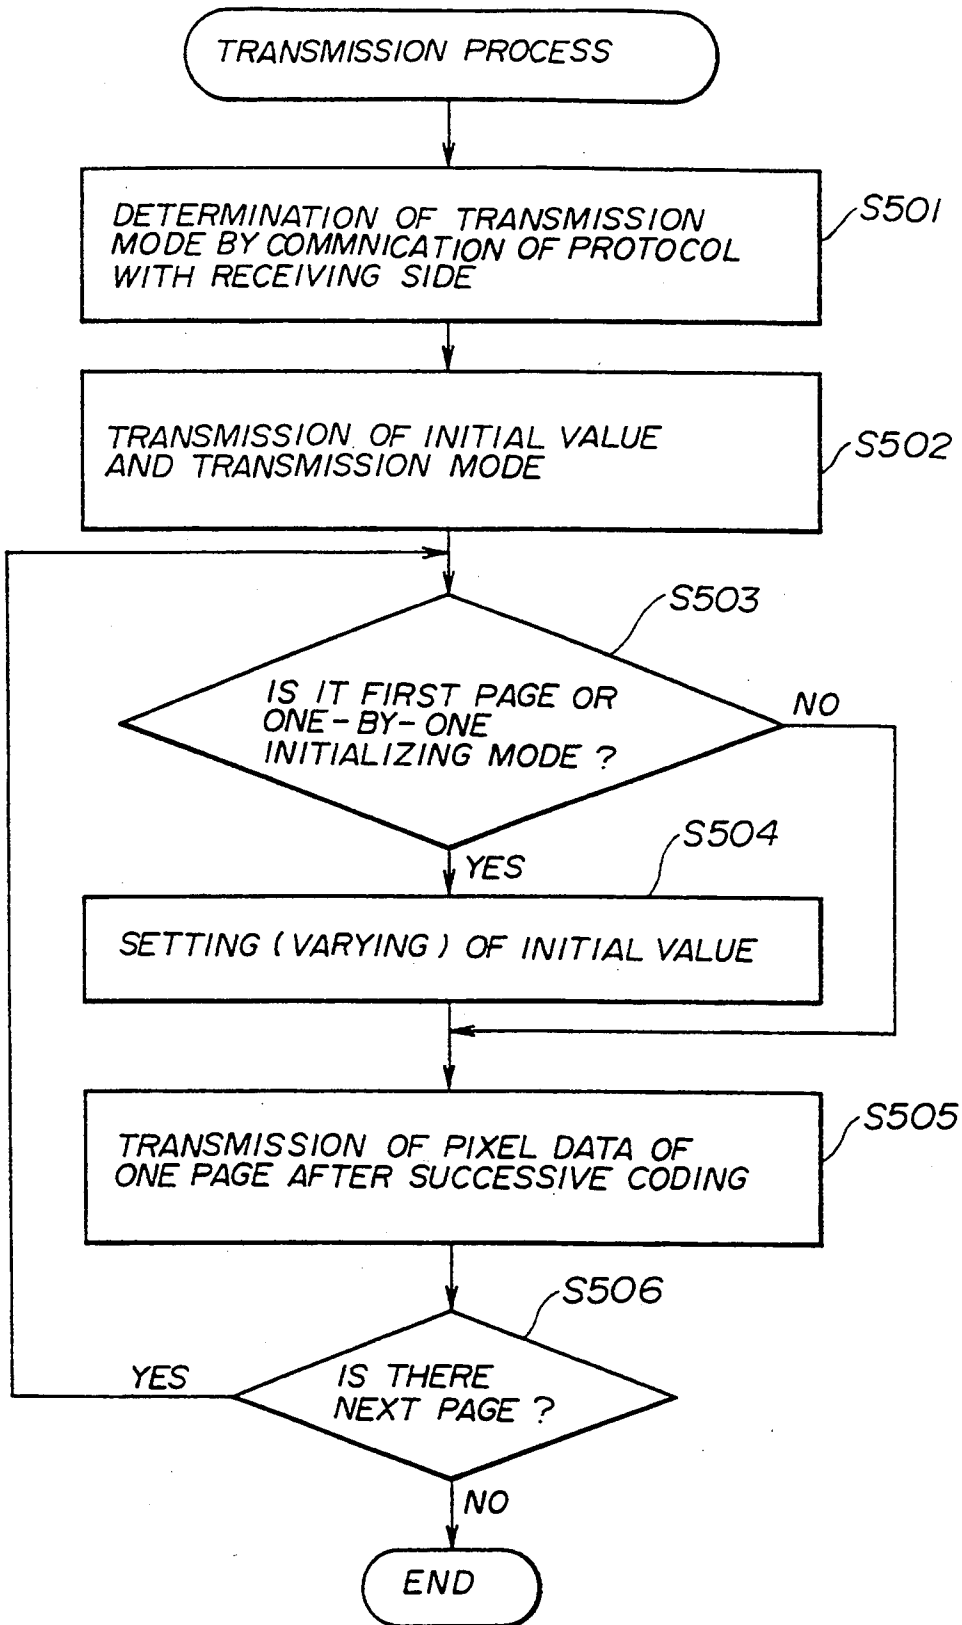 TRANSMISSION PROCESS
DETERMINATION OF TRANSMISSION
MODE BY COMMNICATION OF PROTOCOL
WITH RECEIVING SIDE
S501
TRANSMISSION OF INITIAL VALUE
AND TRANSMISSION MODE
S502
S503
IS IT FIRST PAGE OR
ONE-BY-ONE
INITIALIZING MODE ?
NO
YES
S504
SETTING (VARYING) OF INITIAL VALUE
S505
TRANSMISSION OF PIXEL DATA OF
ONE PAGE AFTER SUCCESSIVE CODING
S506
YES
IS THERE
NEXT PAGE ?
NO
END